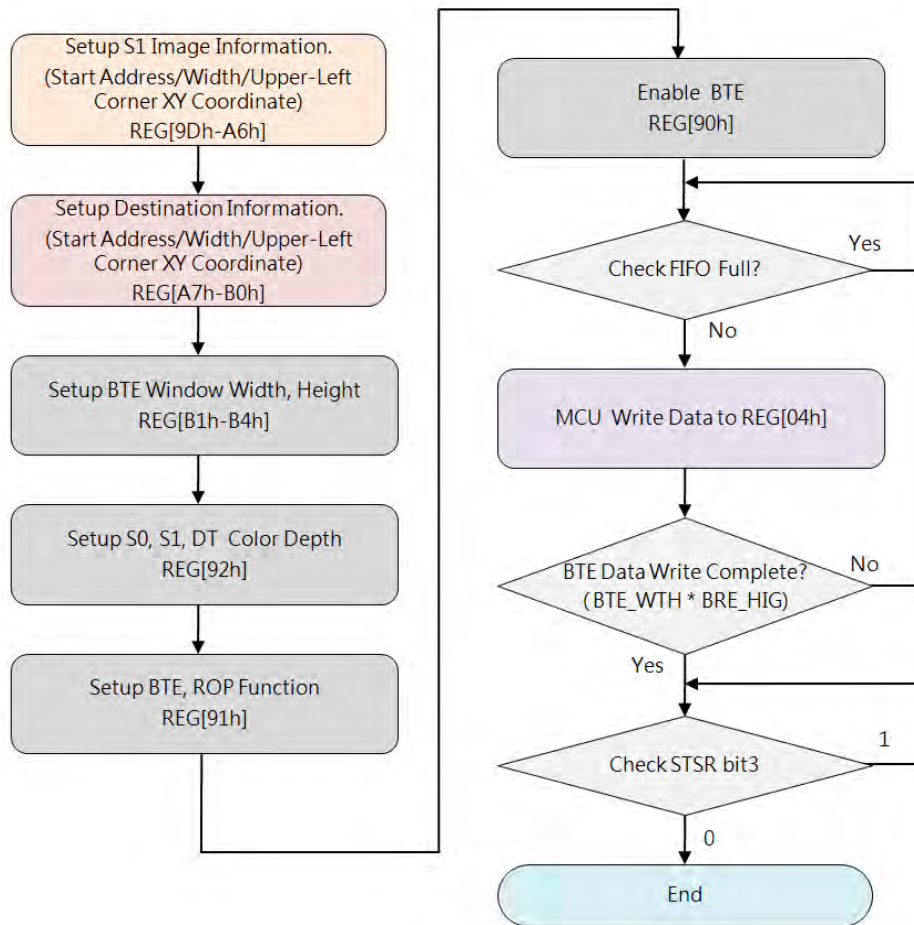 Setup S1 Image Information.
(Start Address/Width/Upper-Left
Corner XY Coordinate)
REG[9Dh-A6h]
Setup Destination Information.
(Start Address/Width/Upper-Left
Corner XY Coordinate)
REG[A7h-B0h]
Setup BTE Window Width, Height
REG[B1h-B4h]
Setup S0, S1, DT Color Depth
REG[92h]
Setup BTE, ROP Function
REG[91h]
Enable BTE
REG[90h]
Check FIFO Full?
Yes
No
MCU Write Data to REG[04h]
BTE Data Write Complete?
(BTE_WTH * BRE_HIG)
No
Yes
Check STSR bit3
1
0
End